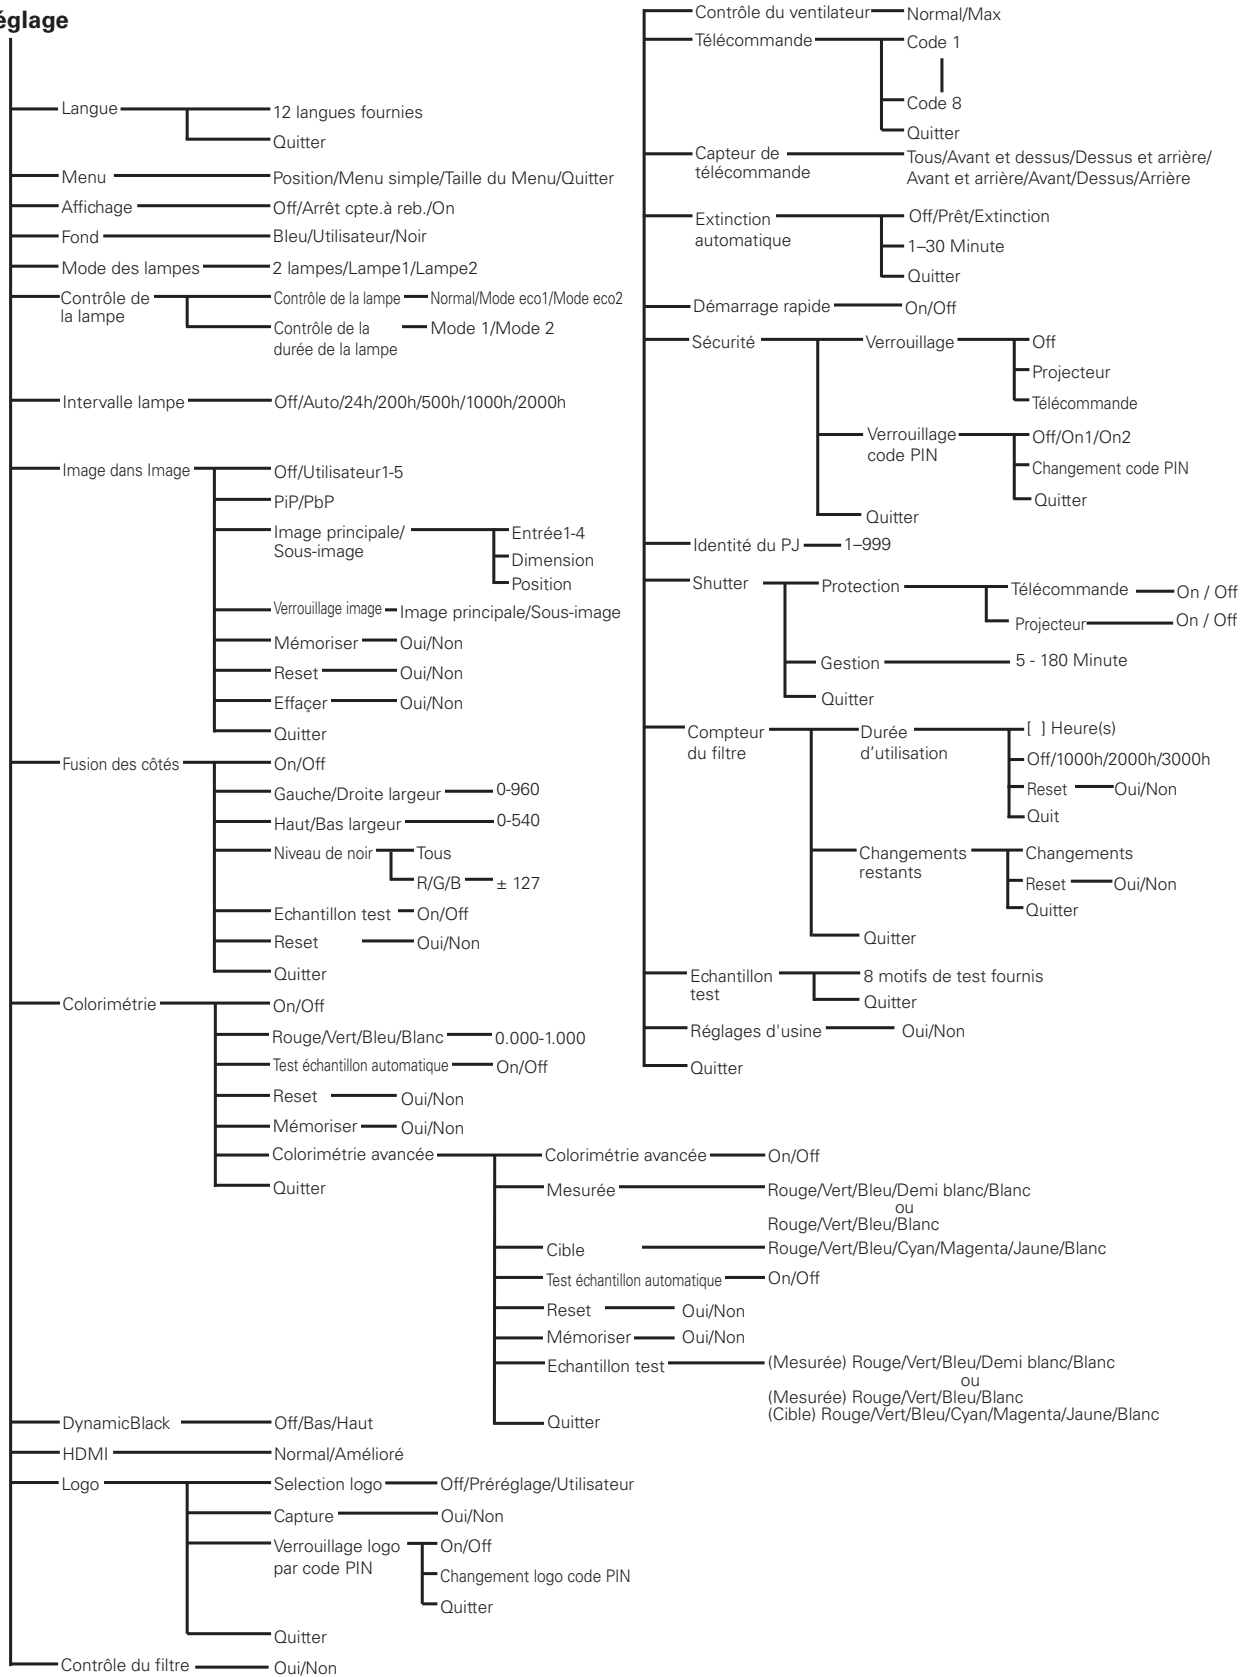 églage
Langue
12 langues fournies
Quitter
Menu
Position/Menu simple/Taille du Menu/Quitter
Affichage
Off/Arrêt cpte.à reb./On
Fond
Bleu/Utilisateur/Noir
Mode des lampes
2 lampes/Lampe1/Lampe2
Contrôle de
la lampe
Contrôle de la lampe
Normal/Mode eco1/Mode eco2
Contrôle de la
durée de la lampe
Mode 1/Mode 2
Intervalle lampe
Off/Auto/24h/200h/500h/1000h/2000h
Image dans Image
Off/Utilisateur1-5
PiP/PbP
Image principale/
Sous-image
Entrée1-4
Dimension
Position
Verrouillage image
Image principale/Sous-image
Mémoriser
Oui/Non
Reset
Oui/Non
Effaçer
Oui/Non
Quitter
Fusion des côtés
On/Off
Gauche/Droite largeur
0-960
Haut/Bas largeur
0-540
Niveau de noir
Tous
R/G/B
± 127
Echantillon test
On/Off
Reset
Oui/Non
Quitter
Colorimétrie
On/Off
Rouge/Vert/Bleu/Blanc
0.000-1.000
Test échantillon automatique
On/Off
Reset
Oui/Non
Mémoriser
Oui/Non
Colorimétrie avancée
Colorimétrie avancée
On/Off
Mesurée
Rouge/Vert/Bleu/Demi blanc/Blanc
ou
Rouge/Vert/Bleu/Blanc
Cible
Rouge/Vert/Bleu/Cyan/Magenta/Jaune/Blanc
Test échantillon automatique
On/Off
Reset
Oui/Non
Mémoriser
Oui/Non
Echantillon test
(Mesurée) Rouge/Vert/Bleu/Demi blanc/Blanc
ou
(Mesurée) Rouge/Vert/Bleu/Blanc
(Cible) Rouge/Vert/Bleu/Cyan/Magenta/Jaune/Blanc
Quitter
Quitter
DynamicBlack
Off/Bas/Haut
HDMI
Normal/Amélioré
Logo
Selection logo
Off/Préréglage/Utilisateur
Capture
Oui/Non
Verrouillage logo
par code PIN
On/Off
Changement logo code PIN
Quitter
Quitter
Contrôle du filtre
Oui/Non
Contrôle du ventilateur
Normal/Max
Télécommande
Code 1
Code 8
Quitter
Capteur de
télécommande
Tous/Avant et dessus/Dessus et arrière/
Avant et arrière/Avant/Dessus/Arrière
Extinction
automatique
Off/Prêt/Extinction
1–30 Minute
Quitter
Démarrage rapide
On/Off
Sécurité
Verrouillage
Off
Projecteur
Télécommande
Verrouillage
code PIN
Off/On1/On2
Changement code PIN
Quitter
Quitter
Identité du PJ
1–999
Shutter
Protection
Télécommande
On / Off
Projecteur
On / Off
Gestion
5 - 180 Minute
Quitter
Compteur
du filtre
Durée
d'utilisation
[ ] Heure(s)
Off/1000h/2000h/3000h
Reset
Oui/Non
Quit
Changements
restants
Changements
Reset
Oui/Non
Quitter
Quitter
Echantillon
test
8 motifs de test fournis
Quitter
Réglages d'usine
Oui/Non
Quitter